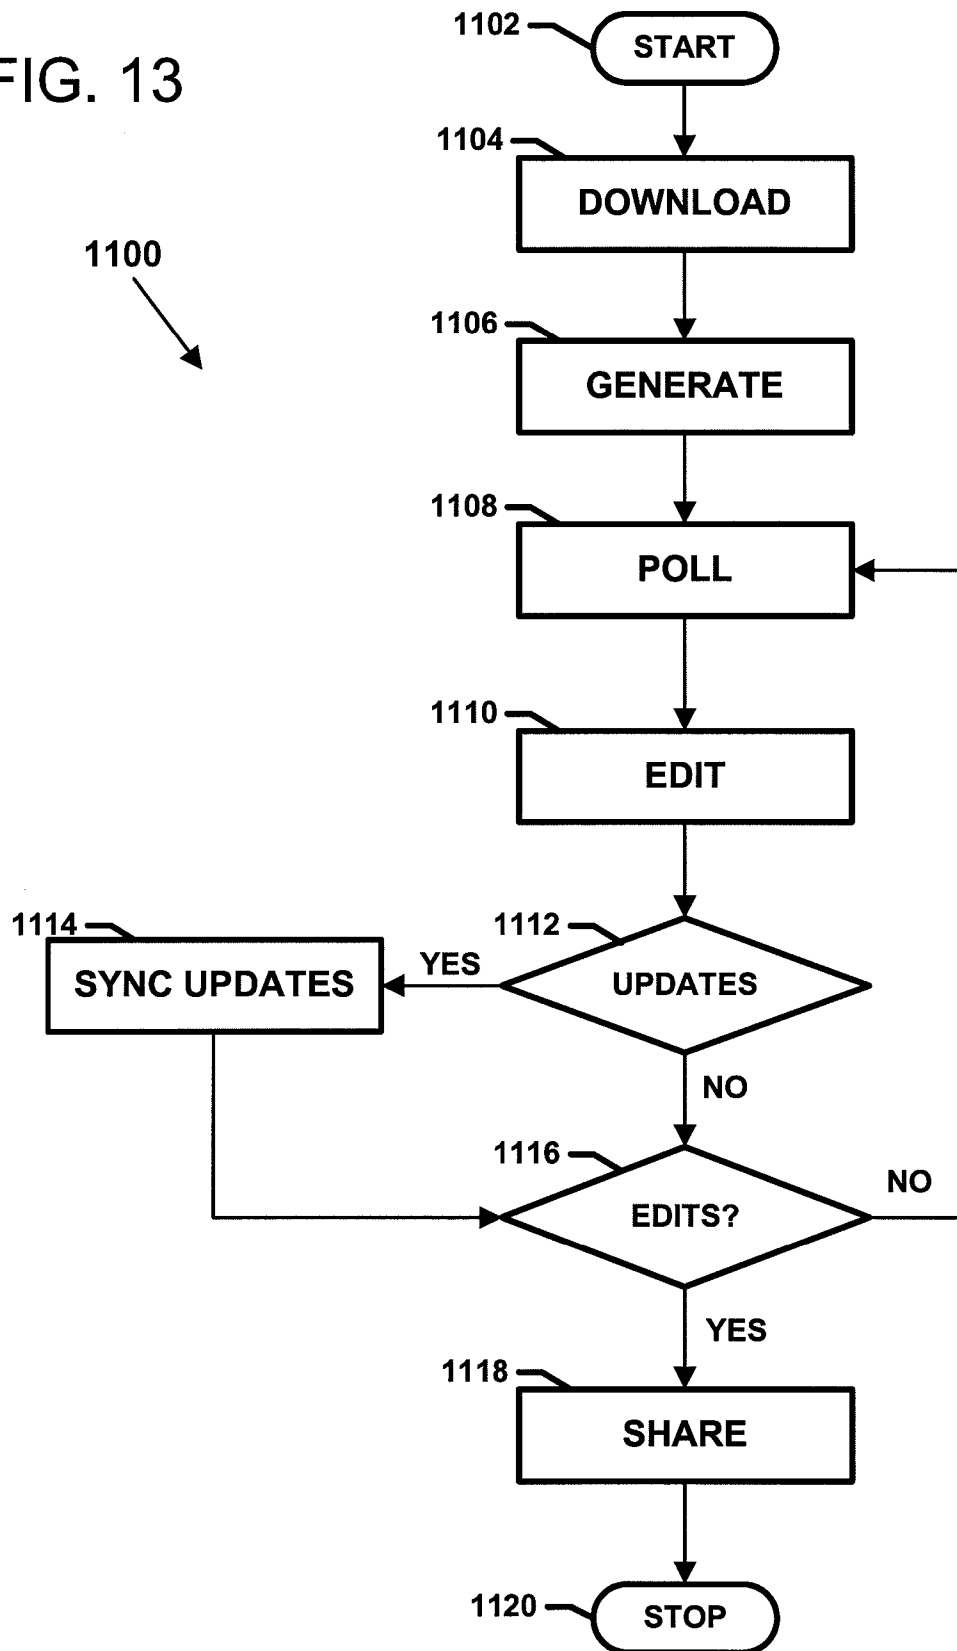 1102
START
FIG. 13
1104
DOWNLOAD
1100
1106
GENERATE
1108
POLL
1110
EDIT
1114
1112
SYNC UPDATES
YES
UPDATES
NO
1116
EDITS?
NO
YES
1118
SHARE
1120
STOP